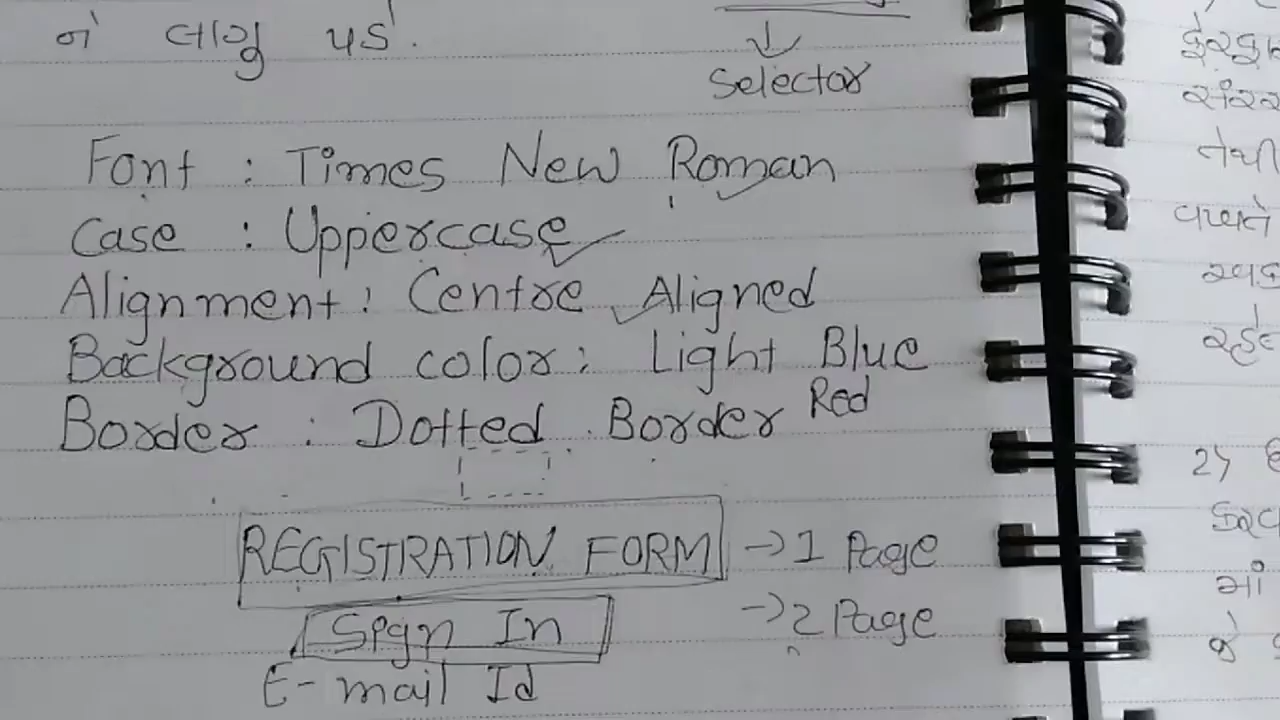 ને લાગુ પડે.
Selector
Font : Times New Roman
Case : Uppercase
Alignment : Centre Aligned
Background color : Light Blue
Border : Dotted Border Red
REGISTRATION FORM → 1 Page
Sign In → 2 Page
E-mail Id